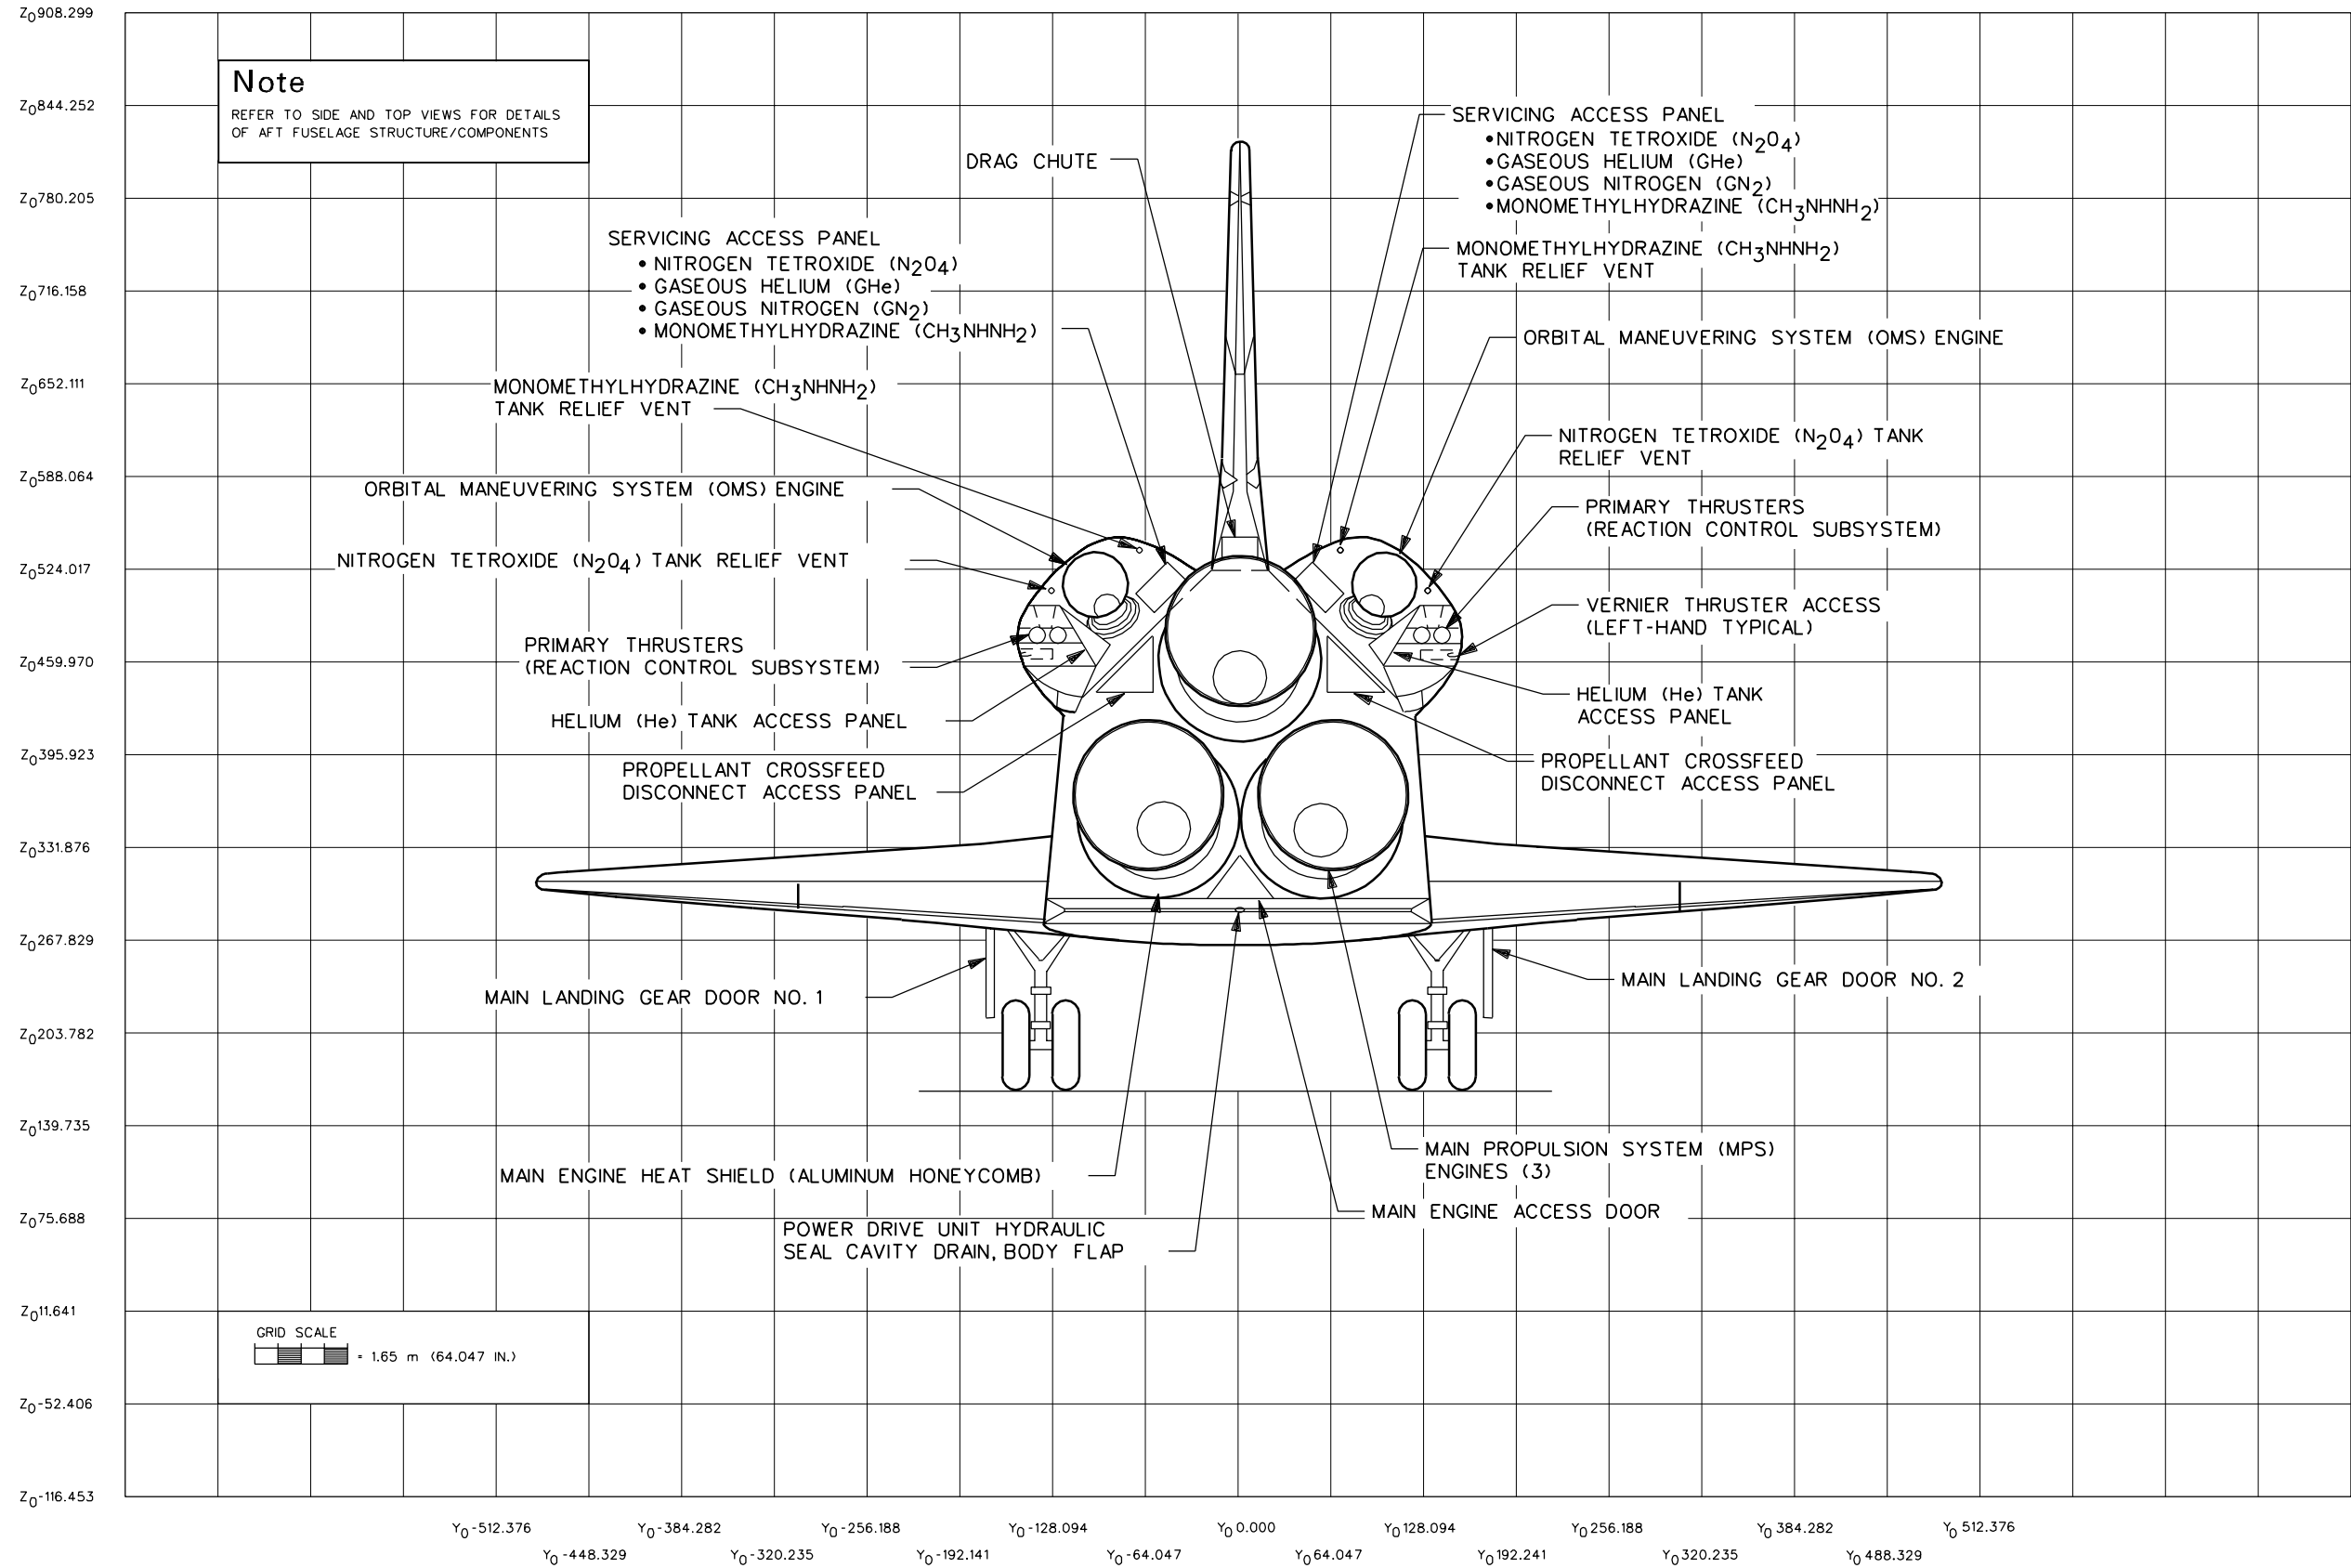 Z0908.299
Z0844.252
Z0780.205
Z0716.158
Z0652.111
Z0588.064
Z0524.017
Z0459.970
Z0395.923
Z0331.876
Z0267.829
Z0203.782
Z0139.735
Z075.688
Z011.641
Z0-52.406
Z0-116.453
Note
REFER TO SIDE AND TOP VIEWS FOR DETAILS
OF AFT FUSELAGE STRUCTURE/COMPONENTS
DRAG CHUTE
SERVICING ACCESS PANEL
• NITROGEN TETROXIDE (N2O4)
• GASEOUS HELIUM (GHe)
• GASEOUS NITROGEN (GN2)
• MONOMETHYLHYDRAZINE (CH3NHNH2)
MONOMETHYLHYDRAZINE (CH3NHNH2)
TANK RELIEF VENT
ORBITAL MANEUVERING SYSTEM (OMS) ENGINE
NITROGEN TETROXIDE (N2O4) TANK RELIEF VENT
PRIMARY THRUSTERS
(REACTION CONTROL SUBSYSTEM)
HELIUM (He) TANK ACCESS PANEL
PROPELLANT CROSSFEED
DISCONNECT ACCESS PANEL
MAIN LANDING GEAR DOOR NO. 1
MAIN ENGINE HEAT SHIELD (ALUMINUM HONEYCOMB)
POWER DRIVE UNIT HYDRAULIC
SEAL CAVITY DRAIN, BODY FLAP
SERVICING ACCESS PANEL
•NITROGEN TETROXIDE (N2O4)
•GASEOUS HELIUM (GHe)
•GASEOUS NITROGEN (GN2)
•MONOMETHYLHYDRAZINE (CH3NHNH2)
MONOMETHYLHYDRAZINE (CH3NHNH2)
TANK RELIEF VENT
ORBITAL MANEUVERING SYSTEM (OMS) ENGINE
NITROGEN TETROXIDE (N2O4) TANK
RELIEF VENT
PRIMARY THRUSTERS
(REACTION CONTROL SUBSYSTEM)
VERNIER THRUSTER ACCESS
(LEFT-HAND TYPICAL)
HELIUM (He) TANK
ACCESS PANEL
PROPELLANT CROSSFEED
DISCONNECT ACCESS PANEL
MAIN LANDING GEAR DOOR NO. 2
MAIN PROPULSION SYSTEM (MPS)
ENGINES (3)
MAIN ENGINE ACCESS DOOR
GRID SCALE
= 1.65 m (64.047 IN.)
Y0-512.376 Y0-384.282 Y0-256.188 Y0-128.094 Y0 0.000 Y0 128.094 Y0 256.188 Y0 384.282 Y0 512.376
Y0-448.329 Y0-320.235 Y0-192.141 Y0-64.047 Y0 64.047 Y0 192.241 Y0 320.235 Y0 488.329